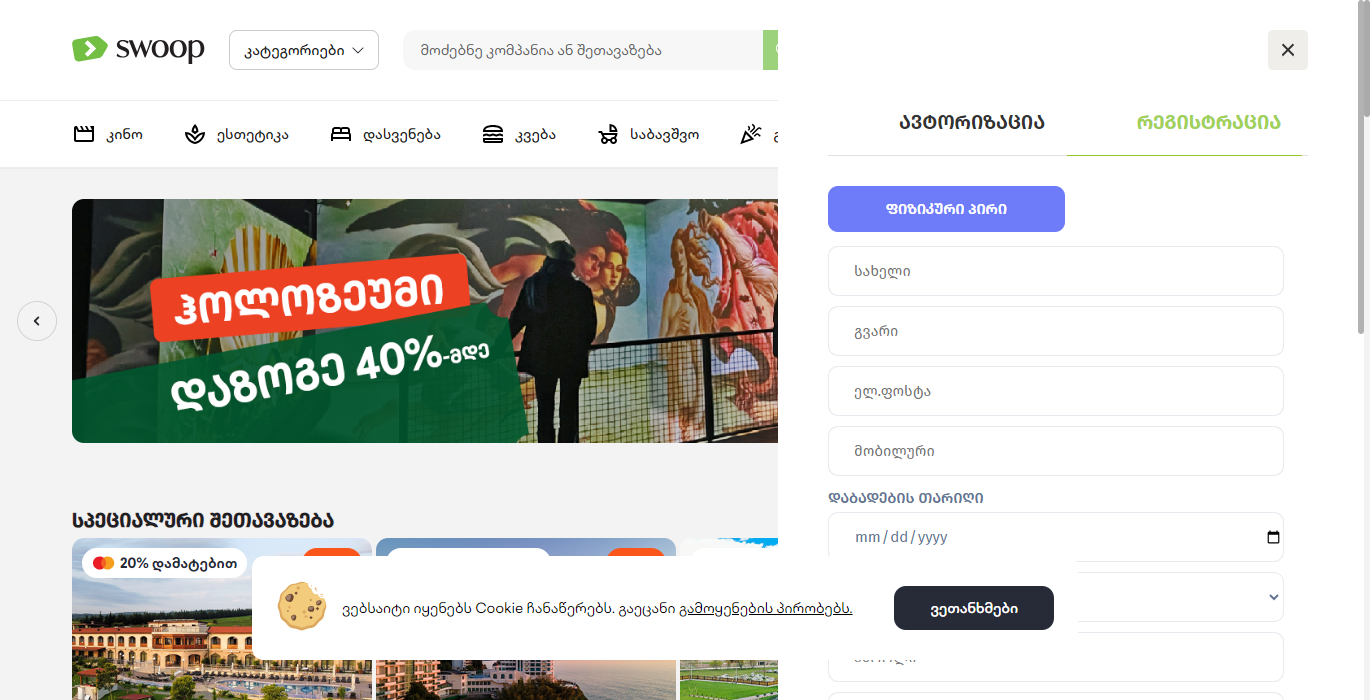 swoop
კატეგორიები
მოძებნე კომპანია ან შეთავაზება
კინო
ესთეტიკა
დასვენება
კვება
საბავშვო
ავტორიზაცია
რეგისტრაცია
ფიზიკური პირი
სახელი
გვარი
ელ.ფოსტა
მობილური
დაბადების თარიღი
mm/dd/yyyy
ჰოლოზეუმი
დაზოგე 40%-მდე
სპეციალური შეთავაზება
20% დამატებით
ვებსაიტი იყენებს Cookie ჩანაწერებს. გაეცანი გამოყენების პირობებს.
ვეთანხმები